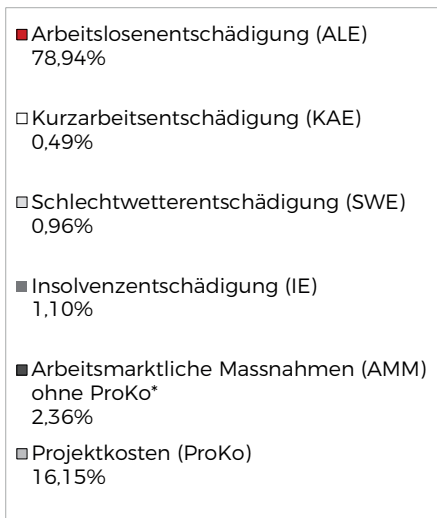 Arbeitslosenentschädigung (ALE)
78,94%
Kurzarbeitsentschädigung (KAE)
0,49%
Schlechtwetterentschädigung (SWE)
0,96%
Insolvenzentschädigung (IE)
1,10%
Arbeitsmarktliche Massnahmen (AMM)
ohne ProKo*
2,36%
Projektkosten (ProKo)
16,15%